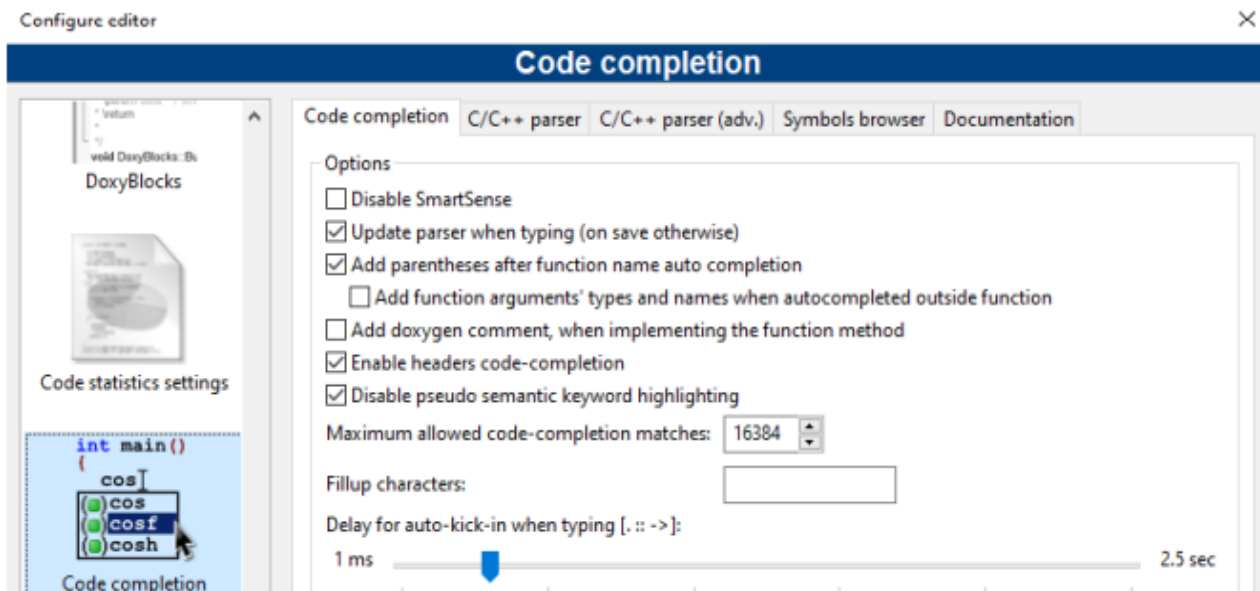 Configure editor
Code completion
* \return
*
*/
void DoxyBlocks::Bu
DoxyBlocks
Code statistics settings
int main()
{
cos
()cos
()cosf
()cosh
Code completion
Code completion C/C++ parser C/C++ parser (adv.) Symbols browser Documentation
Options
Disable SmartSense
Update parser when typing (on save otherwise)
Add parentheses after function name auto completion
Add function arguments' types and names when autocompleted outside function
Add doxygen comment, when implementing the function method
Enable headers code-completion
Disable pseudo semantic keyword highlighting
Maximum allowed code-completion matches: 16384
Fillup characters:
Delay for auto-kick-in when typing [. :: ->]:
1 ms 2.5 sec